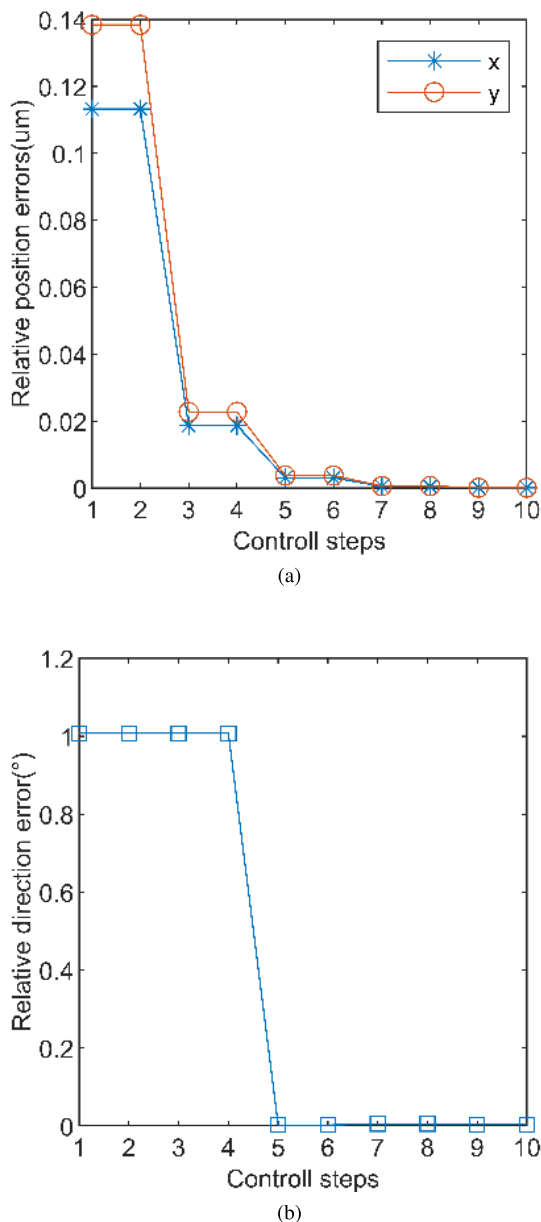 0.14
0.12
0.1
0.08
0.06
0.04
0.02
0
Relative position errors(um)
x
y
1 2 3 4 5 6 7 8 9 10
Controll steps
(a)
1.2
1
0.8
0.6
0.4
0.2
0
Relative direction error(°)
1 2 3 4 5 6 7 8 9 10
Controll steps
(b)